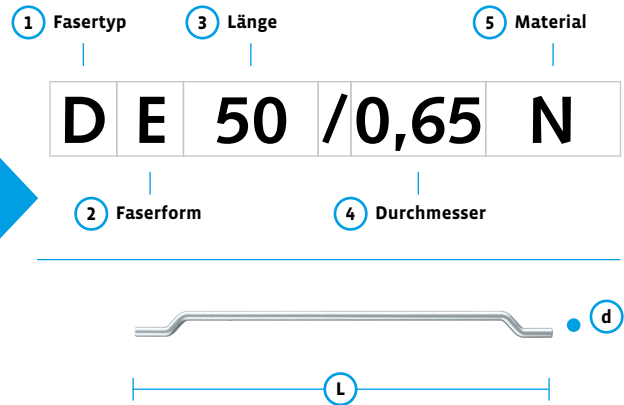 1 Fasertyp 3 Länge 5 Material
D E 50 /0,65 N
2 Faserform 4 Durchmesser
d
L